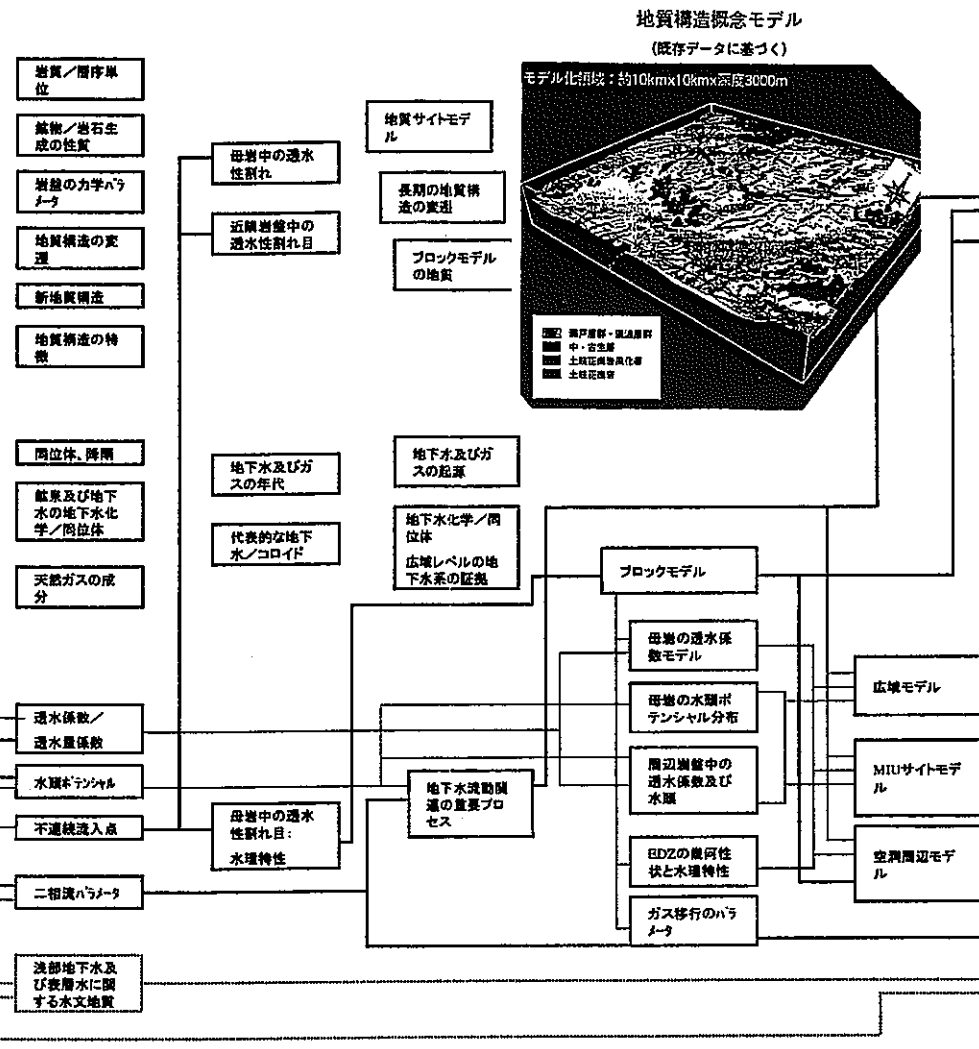 地質構造概念モデル
(既存データに基づく)
モデル化領域：約10kmx10kmx深度3000m
瀬戸層群・瑞浪層群
中・古生層
土岐花崗岩風化部
土岐花崗岩
岩質／層序単
位
鉱物／岩石生
成の性質
岩盤の力学パラ
メータ
地質構造の変
遷
新地質構造
地質構造の特
徴
母岩中の透水
性割れ
近隣岩盤中の
透水性割れ目
地質サイトモデ
ル
長期の地質構
造の変遷
ブロックモデル
の地質
同位体、降雨
鉱泉及び地下
水の地下水化
学／同位体
天然ガスの成
分
地下水及びガ
スの年代
代表的な地下
水／コロイド
地下水及びガ
スの起源
地下水化学／同
位体
広域レベルの地
下水系の証拠
ブロックモデル
母岩の透水係
数モデル
母岩の水頭ポ
テンシャル分布
周辺岩盤中の
透水係数及び
水頭
EDZの幾何性
状と水理特性
ガス移行のパラ
メータ
広域モデル
MIUサイトモデ
ル
空洞周辺モデ
ル
透水係数／
透水量係数
水頭ポテンシャル
不連続流入点
二相流パラメータ
浅部地下水及
び表層水に関
する水文地質
母岩中の透水
性割れ目：
水理特性
地下水流動関
連の重要プロ
セス